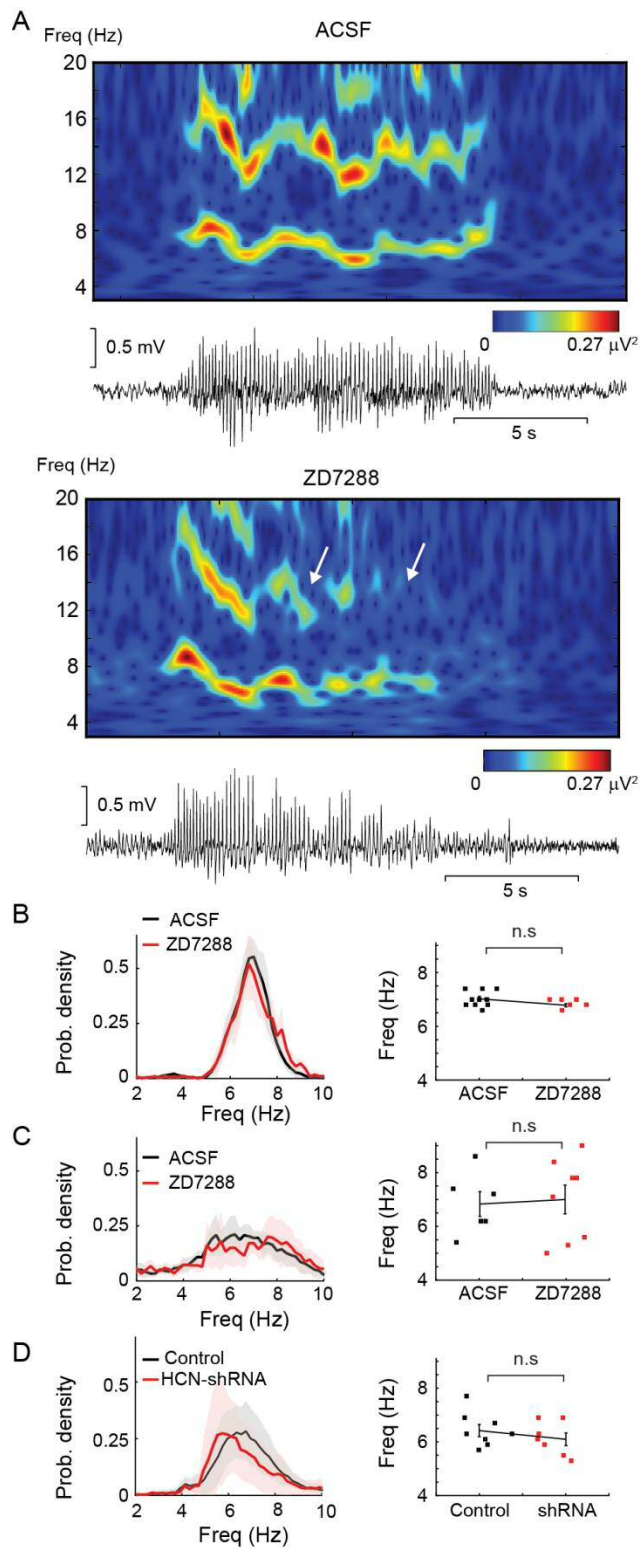 A
Freq (Hz)
ACSF
20
16
12
8
4
0.5 mV
0
0.27 μV²
5 s
Freq (Hz)
ZD7288
20
16
12
8
4
0.5 mV
0
0.27 μV²
5 s
B
ACSF
ZD7288
Prob. density
0.5
0.25
0
2 4 6 8 10
Freq (Hz)
n.s
Freq (Hz)
8
6
4
ACSF ZD7288
C
ACSF
ZD7288
Prob. density
0.5
0.25
0
2 4 6 8 10
Freq (Hz)
n.s
Freq (Hz)
8
6
4
ACSF ZD7288
D
Control
HCN-shRNA
Prob. density
0.5
0.25
0
2 4 6 8 10
Freq (Hz)
n.s
Freq (Hz)
8
6
4
Control shRNA